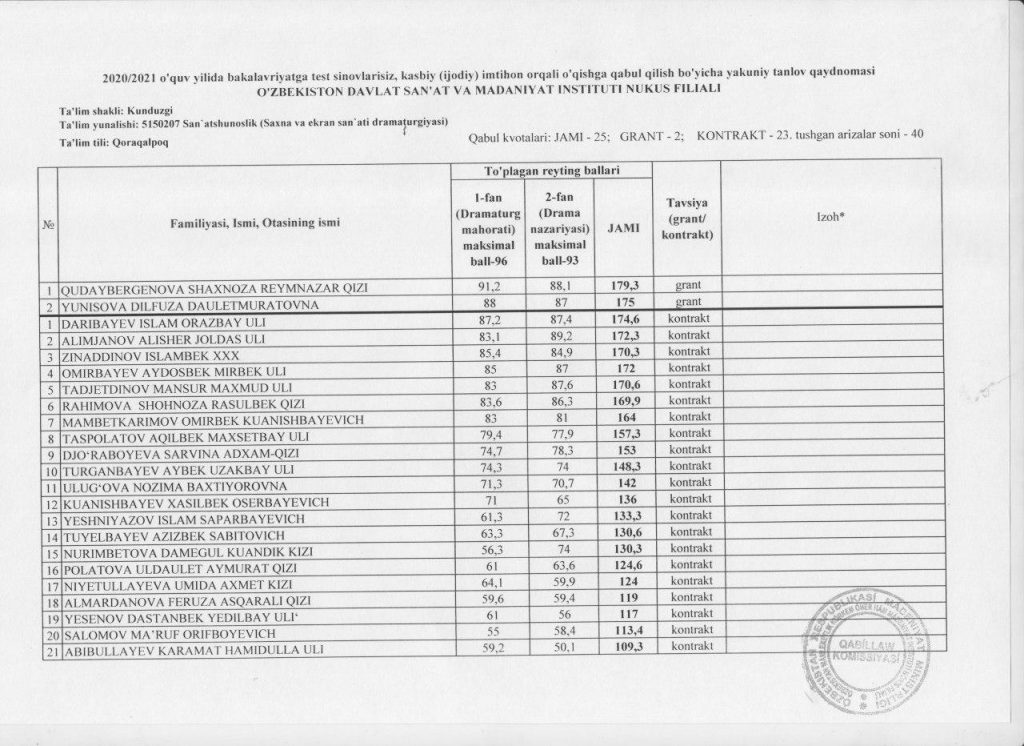 2020/2021 o'quv yilida bakalavriyatga test sinovlarisiz, kasbiy (ijodiy) imtihon orqali o'qishga qabul qilish bo'yicha yakuniy tanlov qaydnomasi
O'ZBEKISTON DAVLAT SAN'AT VA MADANIYAT INSTITUTI NUKUS FILIALI
Ta'lim shakli: Kunduzgi
Ta'lim yunalishi: 5150207 San`atshunoslik (Saxna va ekran san`ati dramaturgiyasi)
Ta'lim tili: Qoraqalpoq
Qabul kvotalari: JAMI - 25; GRANT - 2; KONTRAKT - 23. tushgan arizalar soni - 40
№ Familiyasi, Ismi, Otasining ismi
To'plagan reyting ballari
1-fan (Dramaturg mahorati) maksimal ball-96
2-fan (Drama nazariyasi) maksimal ball-93
JAMI
Tavsiya (grant/ kontrakt)
Izoh*
1 QUDAYBERGENOVA SHAXNOZA REYMNAZAR QIZI 91,2 88,1 179,3 grant
2 YUNISOVA DILFUZA DAULETMURATOVNA 88 87 175 grant
1 DARIBAYEV ISLAM ORAZBAY ULI 87,2 87,4 174,6 kontrakt
2 ALIMJANOV ALISHER JOLDAS ULI 83,1 89,2 172,3 kontrakt
3 ZINADDINOV ISLAMBEK XXX 85,4 84,9 170,3 kontrakt
4 OMIRBAYEV AYDOSBEK MIRBEK ULI 85 87 172 kontrakt
5 TADJETDINOV MANSUR MAXMUD ULI 83 87,6 170,6 kontrakt
6 RAHIMOVA SHOHNOZA RASULBEK QIZI 83,6 86,3 169,9 kontrakt
7 MAMBETKARIMOV OMIRBEK KUANISHBAYEVICH 83 81 164 kontrakt
8 TASPOLATOV AQILBEK MAXSETBAY ULI 79,4 77,9 157,3 kontrakt
9 DJO‘RABOYEVA SARVINA ADXAM-QIZI 74,7 78,3 153 kontrakt
10 TURGANBAYEV AYBEK UZAKBAY ULI 74,3 74 148,3 kontrakt
11 ULUG‘OVA NOZIMA BAXTIYOROVNA 71,3 70,7 142 kontrakt
12 KUANISHBAYEV XASILBEK OSERBAYEVICH 71 65 136 kontrakt
13 YESHNIYAZOV ISLAM SAPARBAYEVICH 61,3 72 133,3 kontrakt
14 TUYELBAYEV AZIZBEK SABITOVICH 63,3 67,3 130,6 kontrakt
15 NURIMBETOVA DAMEGUL KUANDIK KIZI 56,3 74 130,3 kontrakt
16 POLATOVA ULDAULET AYMURAT QIZI 61 63,6 124,6 kontrakt
17 NIYETULLAYEVA UMIDA AXMET KIZI 64,1 59,9 124 kontrakt
18 ALMARDANOVA FERUZA ASQARALI QIZI 59,6 59,4 119 kontrakt
19 YESENOV DASTANBEK YEDILBAY ULI‘ 61 56 117 kontrakt
20 SALOMOV MA’RUF ORIFBOYEVICH 55 58,4 113,4 kontrakt
21 ABIBULLAYEV KARAMAT HAMIDULLA ULI 59,2 50,1 109,3 kontrakt
QABÍLLAW
KOMISSIYASÍ